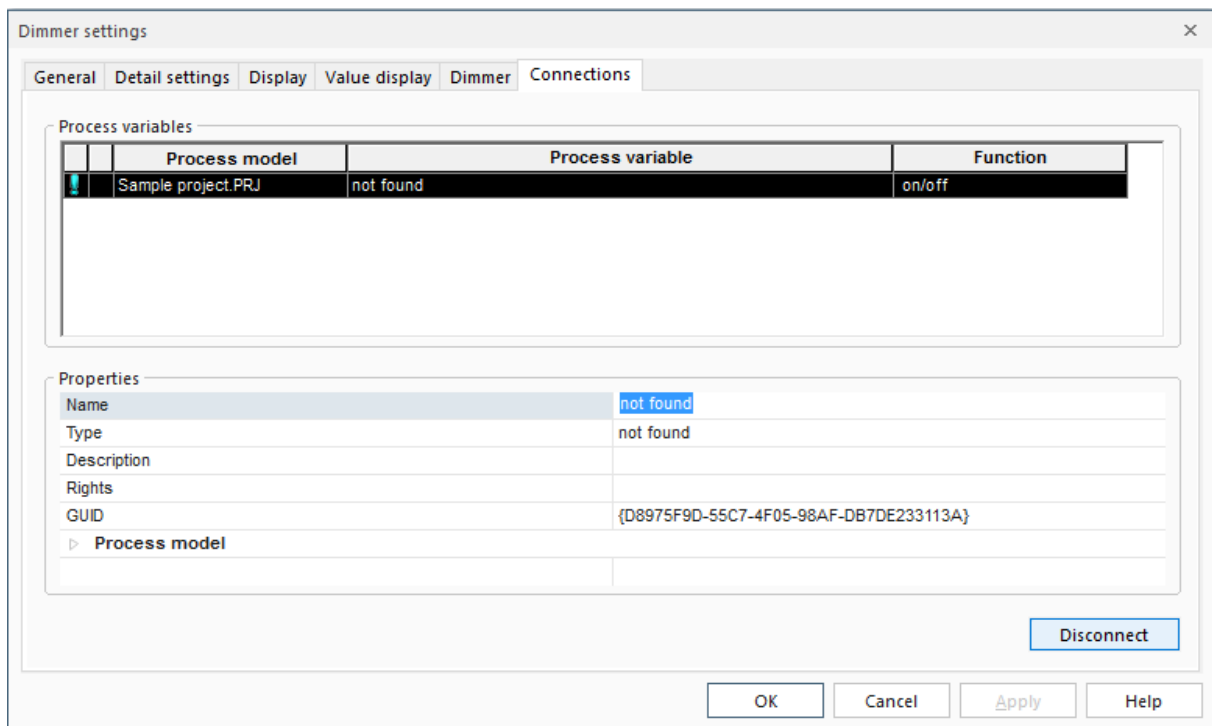 Dimmer settings
General Detail settings Display Value display Dimmer Connections
Process variables
Process model Process variable Function
Sample project.PRJ not found on/off
Properties
Name not found
Type not found
Description
Rights
GUID {D8975F9D-55C7-4F05-98AF-DB7DE233113A}
Process model
Disconnect
OK Cancel Apply Help